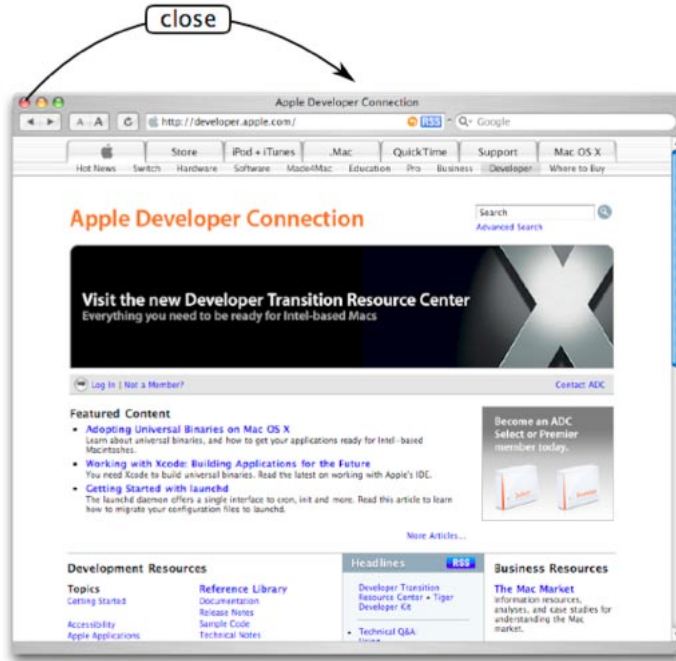 close
Apple Developer Connection
A A C http://developer.apple.com/ RSS Q Google
Store iPod + iTunes .Mac QuickTime Support Mac OS X
Hot News Switch Hardware Software Made4Mac Education Pro Business Developer Where to Buy
Apple Developer Connection
Search
Advanced Search
Visit the new Developer Transition Resource Center
Everything you need to be ready for Intel-based Macs
Log In | Not a Member? Contact ADC
Featured Content
• Adopting Universal Binaries on Mac OS X
Learn about universal binaries, and how to get your applications ready for Intel-based
Macintoshes.
• Working with Xcode: Building Applications for the Future
You need Xcode to build universal binaries. Read the latest on working with Apple's IDE.
• Getting Started with launchd
The launchd daemon offers a single interface to cron, init and more. Read this article to learn
how to migrate your configuration files to launchd.
More Articles...
Become an ADC
Select or Premier
member today.
Select Premier
Development Resources
Topics
Getting Started
Accessibility
Apple Applications
Reference Library
Documentation
Release Notes
Sample Code
Technical Notes
Headlines RSS
Developer Transition
Resource Center + Tiger
Developer Kit
• Technical Q&A:
Business Resources
The Mac Market
Information resources,
analyses, and case studies for
understanding the Mac
market.